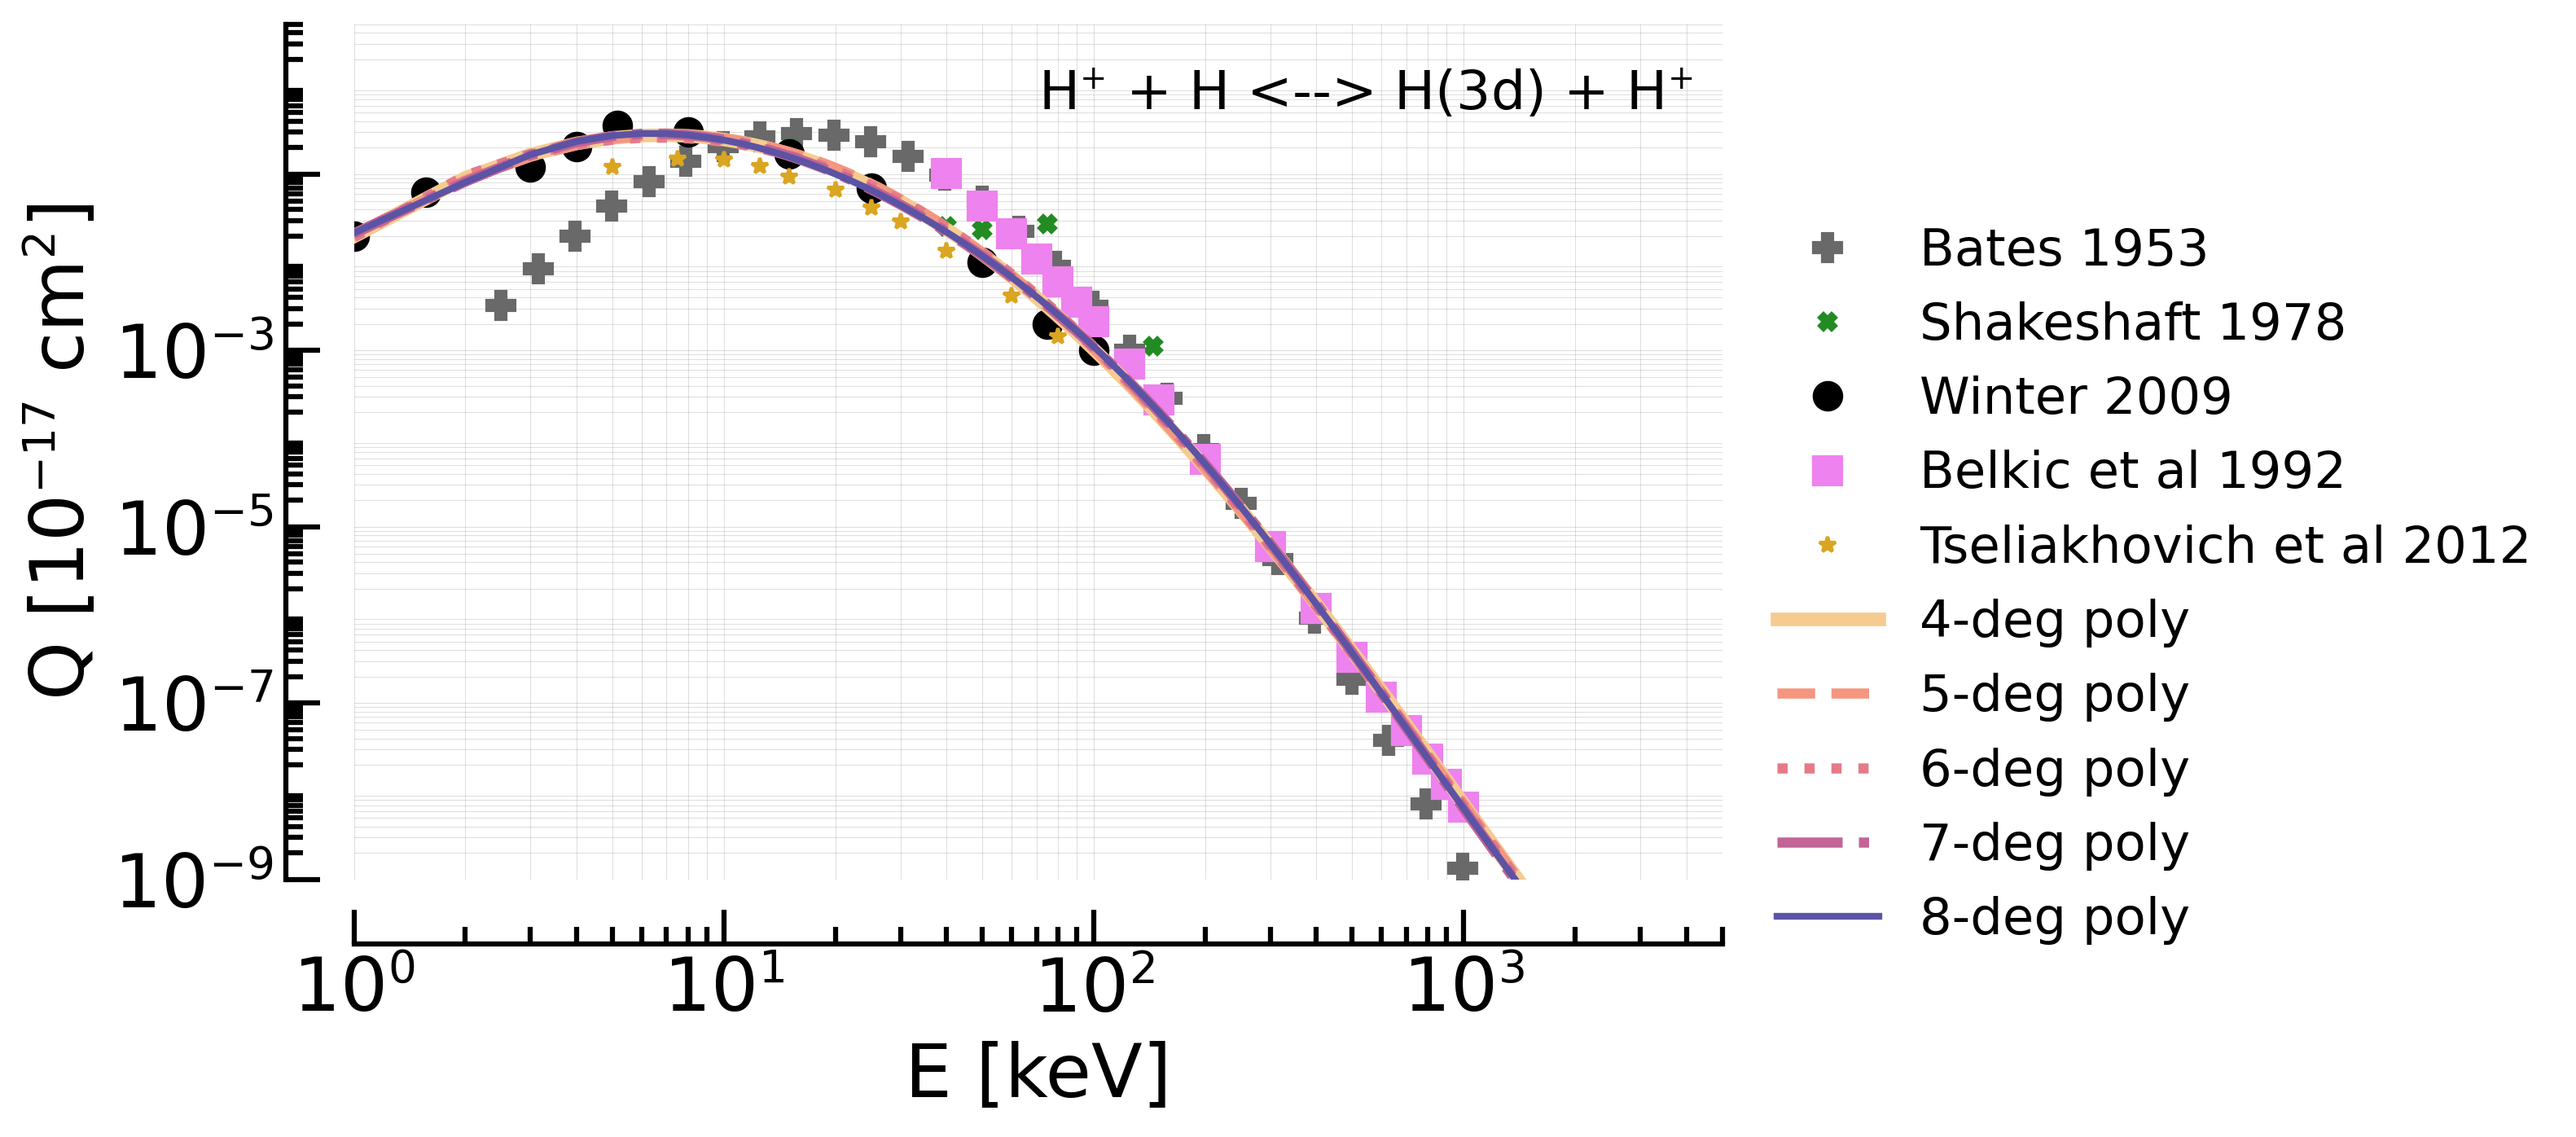 H⁺ + H <--> H(3d) + H⁺
Q [10⁻¹⁷ cm²]
10⁻³
10⁻⁵
10⁻⁷
10⁻⁹
10⁰ 10¹ 10² 10³
E [keV]
Bates 1953
Shakeshaft 1978
Winter 2009
Belkic et al 1992
Tseliakhovich et al 2012
4-deg poly
5-deg poly
6-deg poly
7-deg poly
8-deg poly